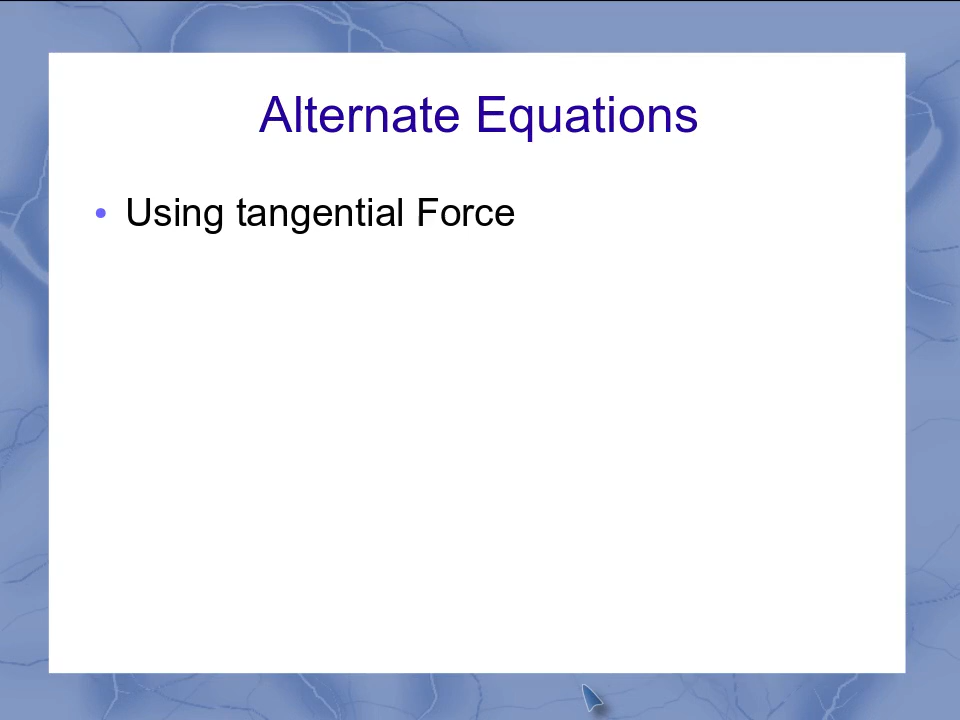 Alternate Equations
• Using tangential Force